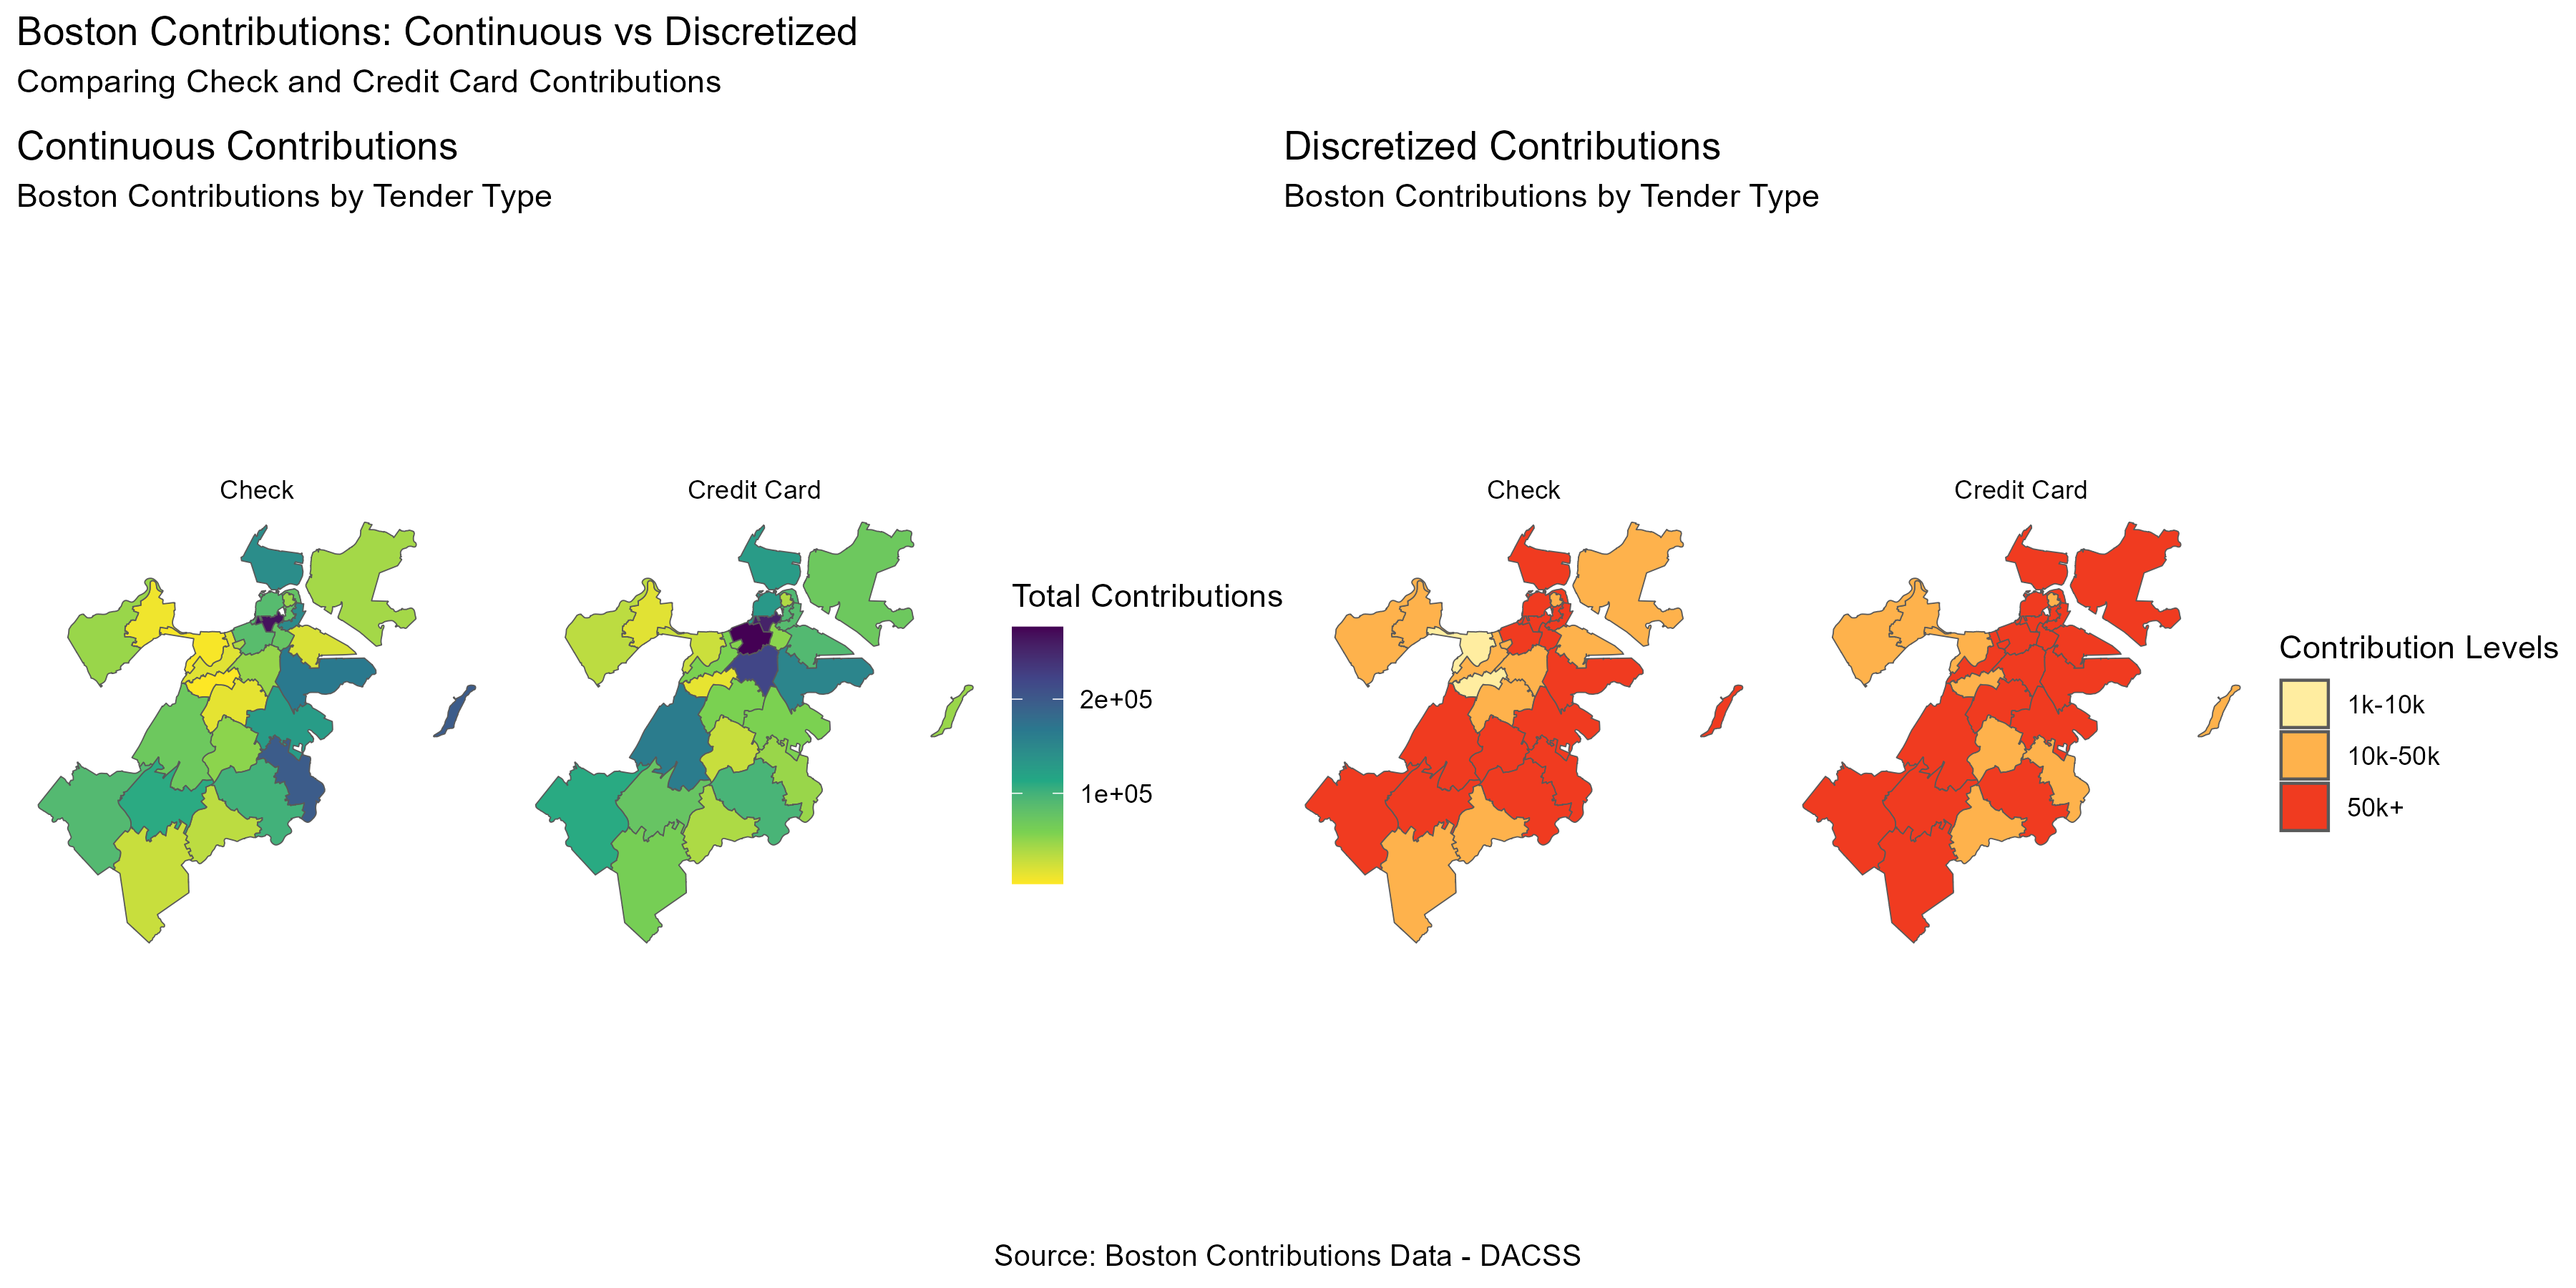 Boston Contributions: Continuous vs Discretized
Comparing Check and Credit Card Contributions
Continuous Contributions
Boston Contributions by Tender Type
Check
Credit Card
Total Contributions
2e+05
1e+05
Discretized Contributions
Boston Contributions by Tender Type
Check
Credit Card
Contribution Levels
1k-10k
10k-50k
50k+
Source: Boston Contributions Data - DACSS